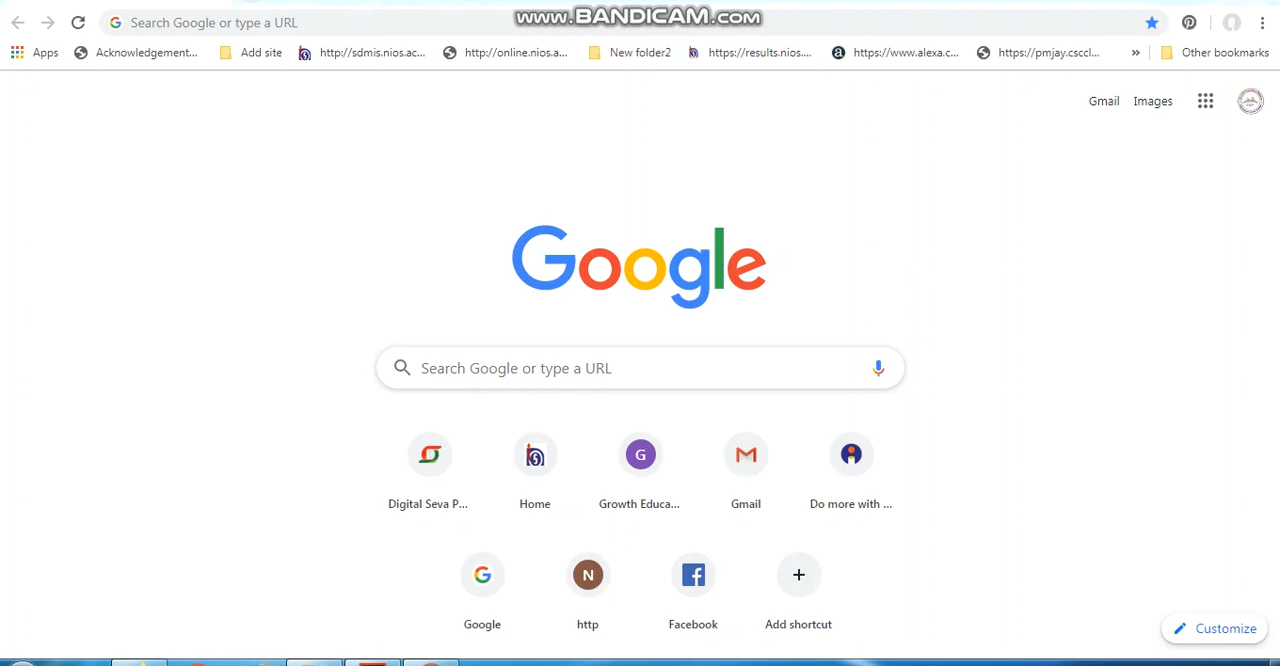 www.BANDICAM.com
Search Google or type a URL
Apps Acknowledgement... Add site http://sdmis.nios.ac... http://online.nios.a... New folder2 https://results.nios.... https://www.alexa.c... https://pmjay.csccl... » Other bookmarks
Gmail Images
Google
Search Google or type a URL
G
Digital Seva P... Home Growth Educa... Gmail Do more with ...
N
Google http Facebook Add shortcut
Customize